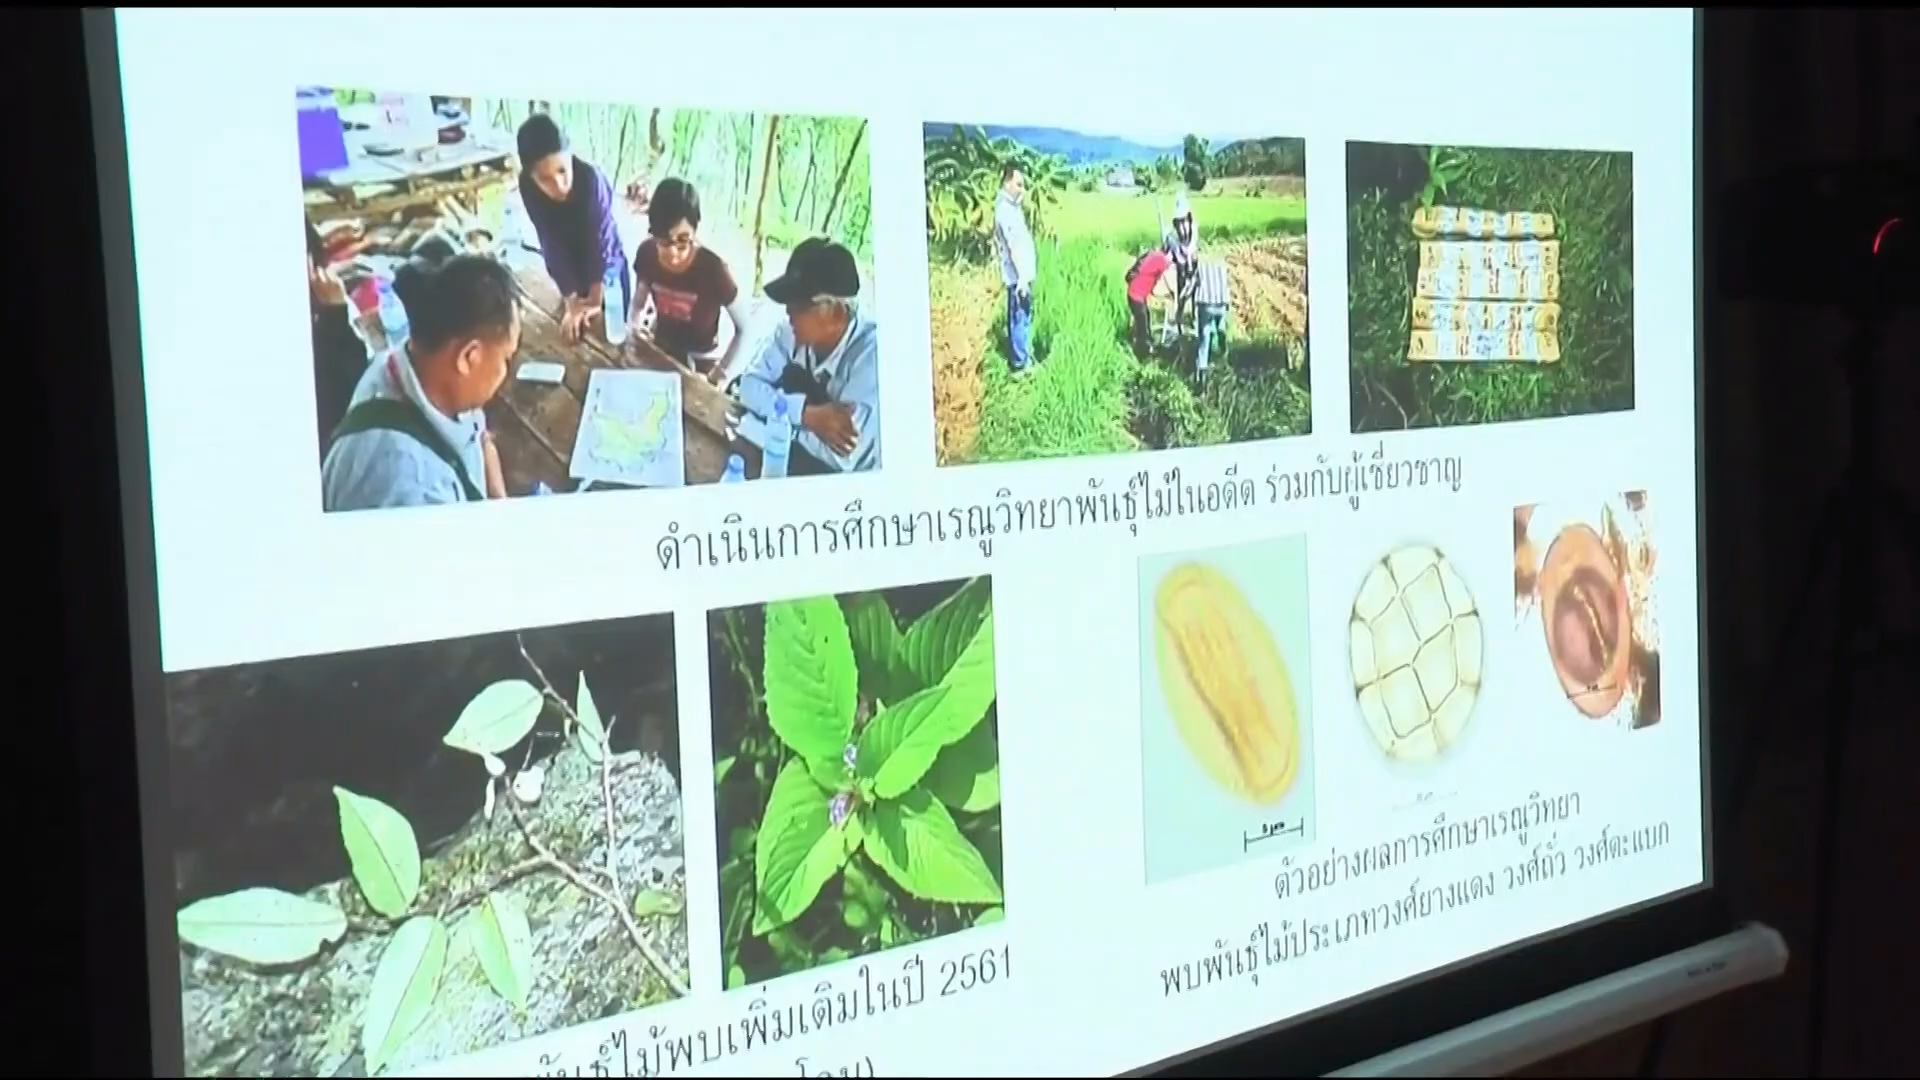 ดำเนินการศึกษาเรณูวิทยาพันธุ์ไม้ในอดีต ร่วมกับผู้เชี่ยวชาญ
5 μm
ตัวอย่างผลการศึกษาเรณูวิทยา
พบพันธุ์ไม้ประเภทวงศ์ยางแดง วงศ์ถั่ว วงศ์ตะแบก
พันธุ์ไม้พบเพิ่มเติมในปี 2561